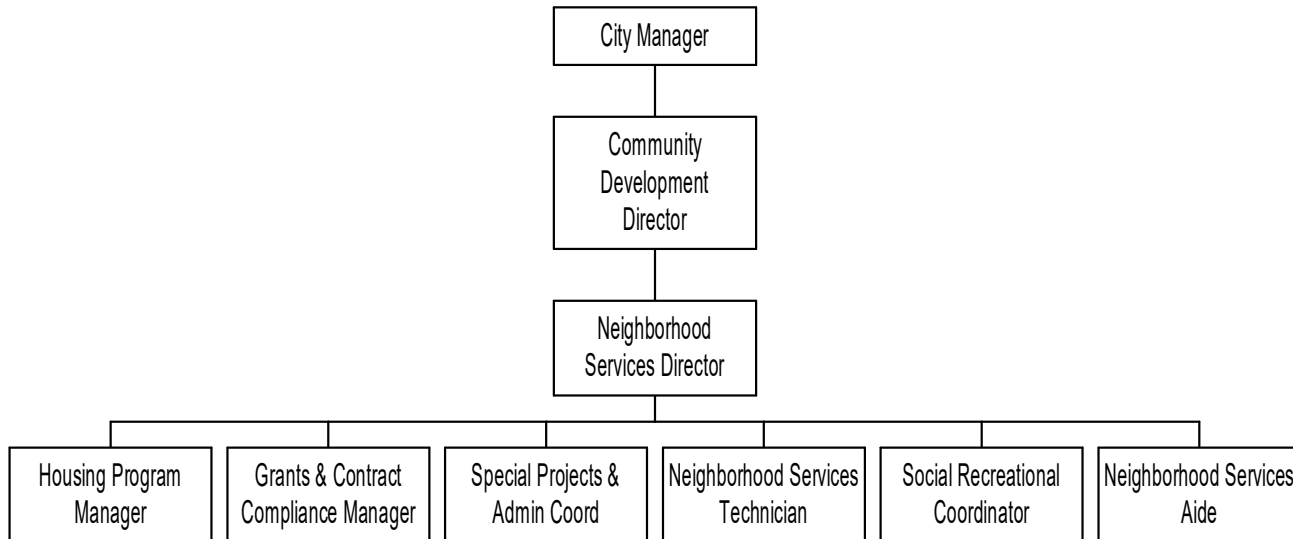 City Manager
Community
Development
Director
Neighborhood
Services Director
Housing Program
Manager
Grants & Contract
Compliance Manager
Special Projects &
Admin Coord
Neighborhood Services
Technician
Social Recreational
Coordinator
Neighborhood Services
Aide